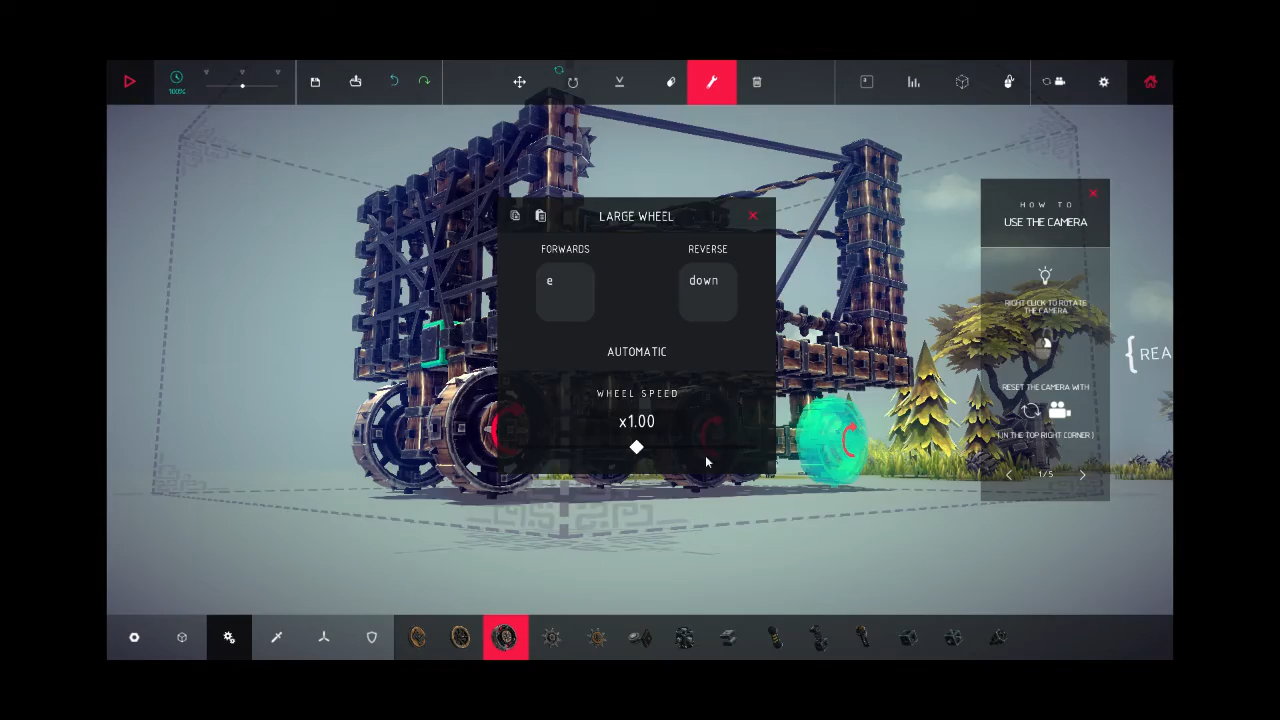 100%
LARGE WHEEL
FORWARDS
REVERSE
e
down
AUTOMATIC
WHEEL SPEED
x1.00
HOW TO
USE THE CAMERA
RIGHT CLICK TO ROTATE
THE CAMERA
RESET THE CAMERA WITH
(IN THE TOP RIGHT CORNER)
1/5
{ REA